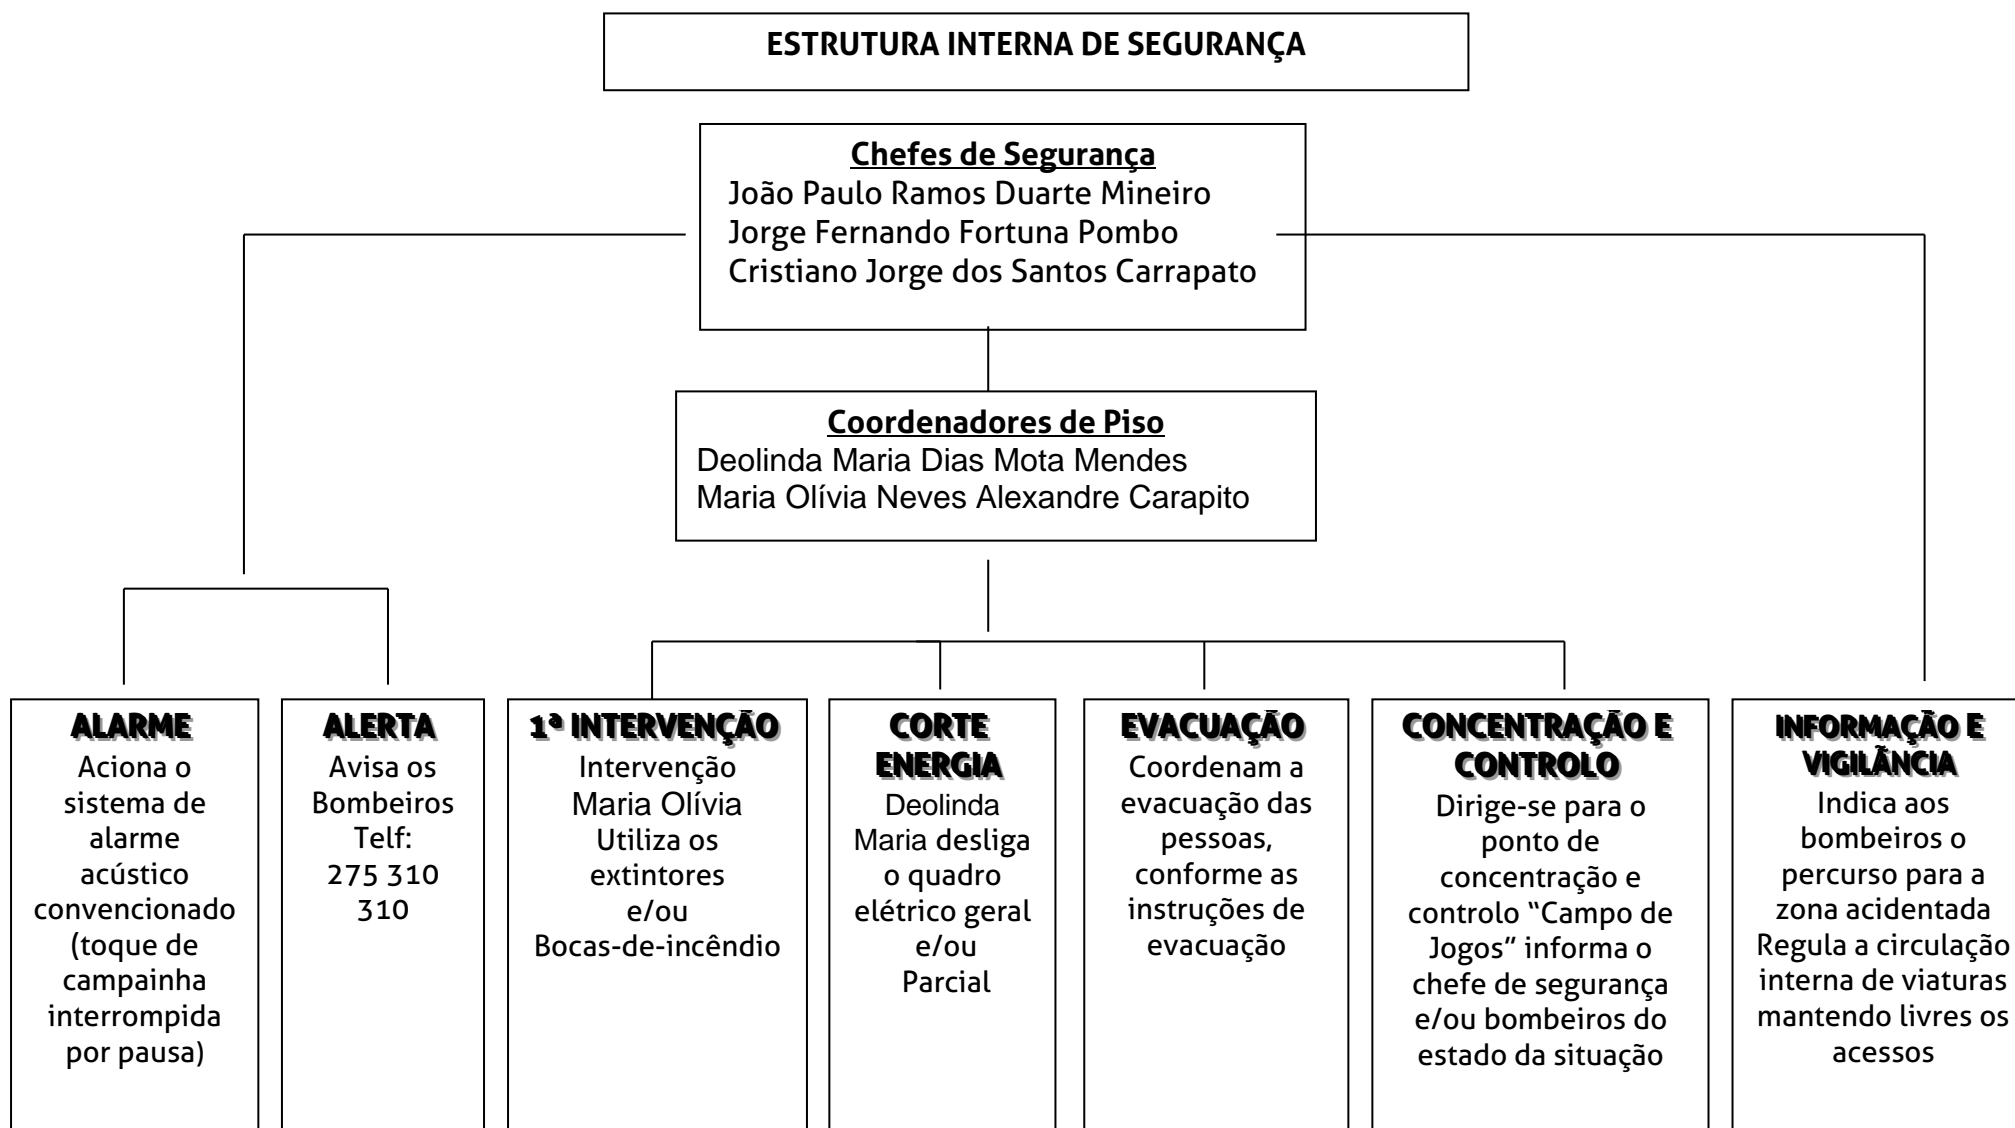 ESTRUTURA INTERNA DE SEGURANÇA
Chefes de Segurança
João Paulo Ramos Duarte Mineiro
Jorge Fernando Fortuna Pombo
Cristiano Jorge dos Santos Carrapato
Coordenadores de Piso
Deolinda Maria Dias Mota Mendes
Maria Olívia Neves Alexandre Carapito
ALARME
Aciona o
sistema de
alarme
acústico
convencionado
(toque de
campainha
interrompida
por pausa)
ALERTA
Avisa os
Bombeiros
Telf:
275 310
310
1ª INTERVENÇÃO
Intervenção
Maria Olívia
Utiliza os
extintores
e/ou
Bocas-de-incêndio
CORTE
ENERGIA
Deolinda
Maria desliga
o quadro
elétrico geral
e/ou
Parcial
EVACUAÇÃO
Coordenam a
evacuação das
pessoas,
conforme as
instruções de
evacuação
CONCENTRAÇÃO E
CONTROLO
Dirige-se para o
ponto de
concentração e
controlo “Campo de
Jogos” informa o
chefe de segurança
e/ou bombeiros do
estado da situação
INFORMAÇÃO E
VIGILÂNCIA
Indica aos
bombeiros o
percurso para a
zona acidentada
Regula a circulação
interna de viaturas
mantendo livres os
acessos